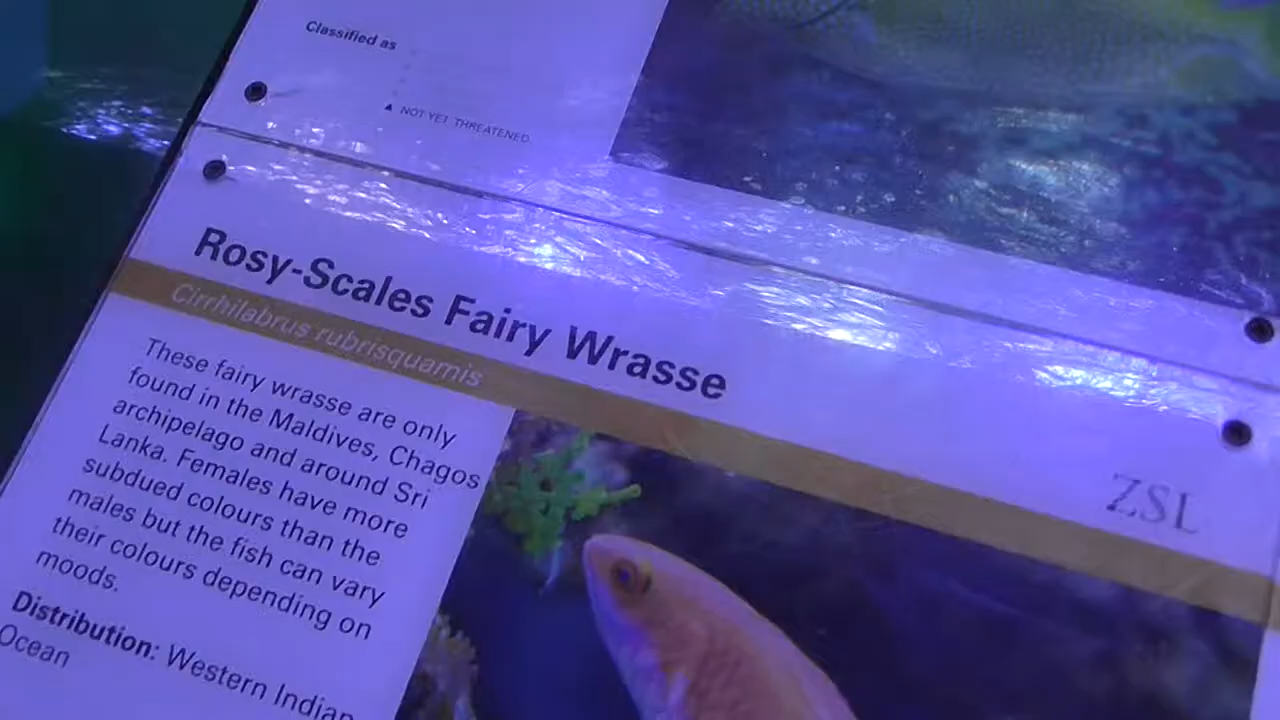 Classified as
▲ NOT YET THREATENED
Rosy-Scales Fairy Wrasse
Cirrhilabrus rubrisquamis
These fairy wrasse are only
found in the Maldives, Chagos
archipelago and around Sri
Lanka. Females have more
subdued colours than the
males but the fish can vary
their colours depending on
moods.
Distribution: Western Indian
Ocean
ZSL